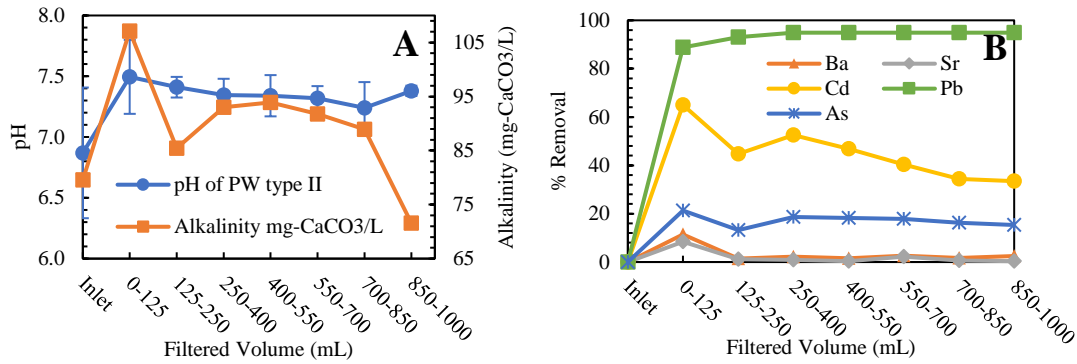 A
8.0
7.5
7.0
6.5
6.0
pH
105
95
85
75
65
Alkalinity (mg-CaCO3/L)
pH of PW type II
Alkalinity mg-CaCO3/L
Inlet
0-125
125-250
250-400
400-550
550-700
700-850
850-1000
Filtered Volume (mL)
B
100
80
60
40
20
0
% Removal
Ba
Sr
Cd
Pb
As
Inlet
0-125
125-250
250-400
400-550
550-700
700-850
850-1000
Filtered Volume (mL)